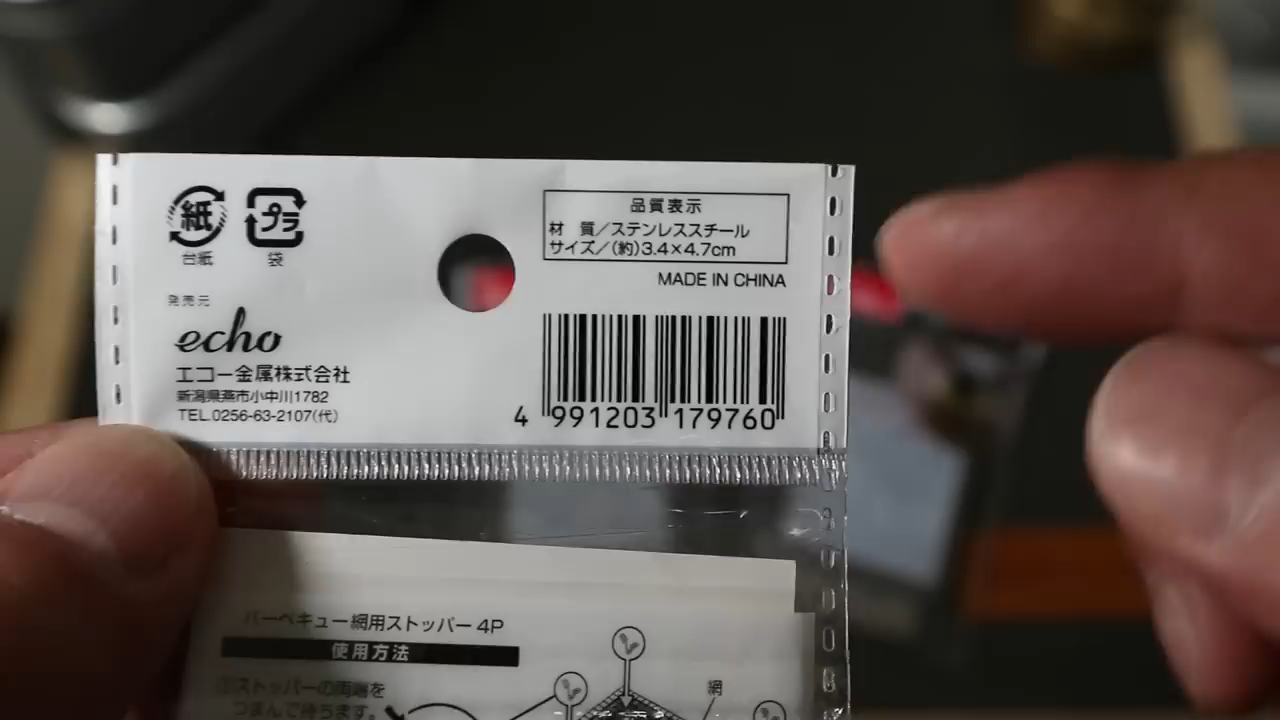 紙 プラ
台紙 袋
発売元
echo
エコー金属株式会社
新潟県燕市小中川1782
TEL.0256-63-2107(代)
品質表示
材 質/ステンレススチール
サイズ/(約)3.4×4.7cm
MADE IN CHINA
4 991203 179760
バーベキュー網用ストッパー4P
使用方法
①ストッパーの両端を
つまんで待ちます。
網